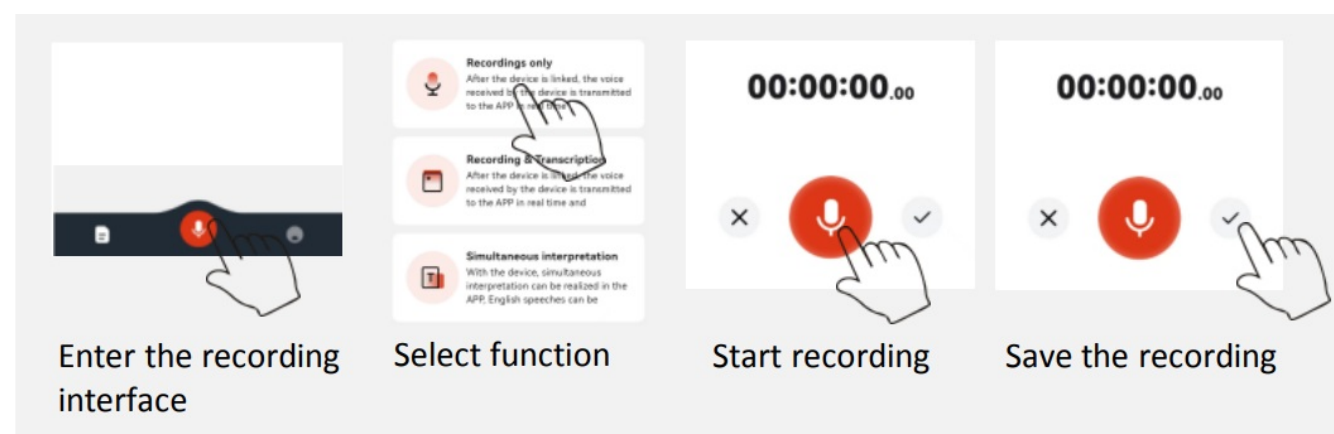 Recordings only
After the device is linked, the voice
received by the device is transmitted
to the APP in real time
Recording & Transcription
After the device is linked, the voice
received by the device is transmitted
to the APP in real time and
Simultaneous interpretation
With the device, simultaneous
interpretation can be realized in the
APP, English speeches can be
00:00:00.00
00:00:00.00
Enter the recording
interface
Select function
Start recording
Save the recording